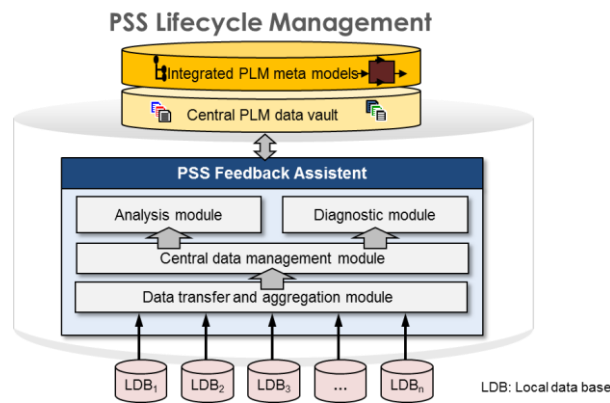 PSS Lifecycle Management
Integrated PLM meta models
Central PLM data vault
PSS Feedback Assistent
Analysis module
Diagnostic module
Central data management module
Data transfer and aggregation module
LDB₁
LDB₂
LDB₃
...
LDBₙ
LDB: Local data base